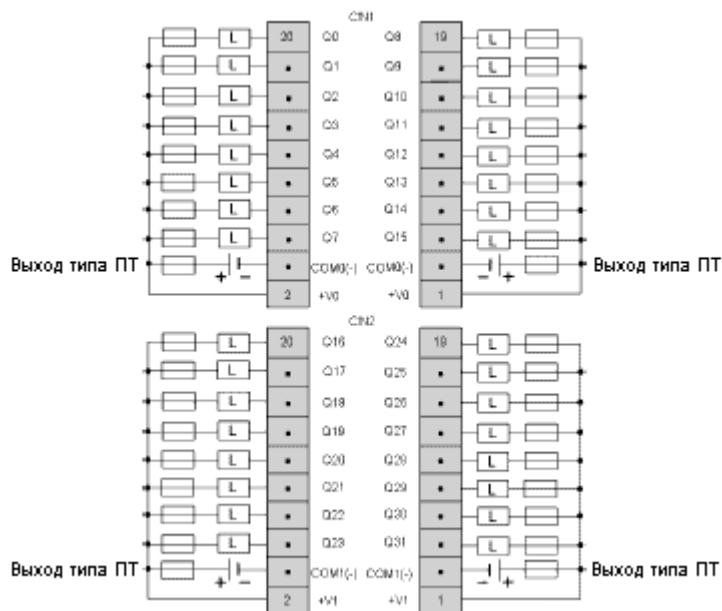 CN1
L 20 Q0 Q8 19 L
L Q1 Q9 L
L Q2 Q10 L
L Q3 Q11 L
L Q4 Q12 L
L Q5 Q13 L
L Q6 Q14 L
L Q7 Q15 L
Выход типа ПТ + - COM0(-) COM0(-) - + Выход типа ПТ
2 +V0 +V0 1
CN2
L 20 Q16 Q24 19 L
L Q17 Q25 L
L Q18 Q26 L
L Q19 Q27 L
L Q20 Q28 L
L Q21 Q29 L
L Q22 Q30 L
L Q23 Q31 L
Выход типа ПТ + - COM1(-) COM1(-) - + Выход типа ПТ
2 +V1 +V1 1